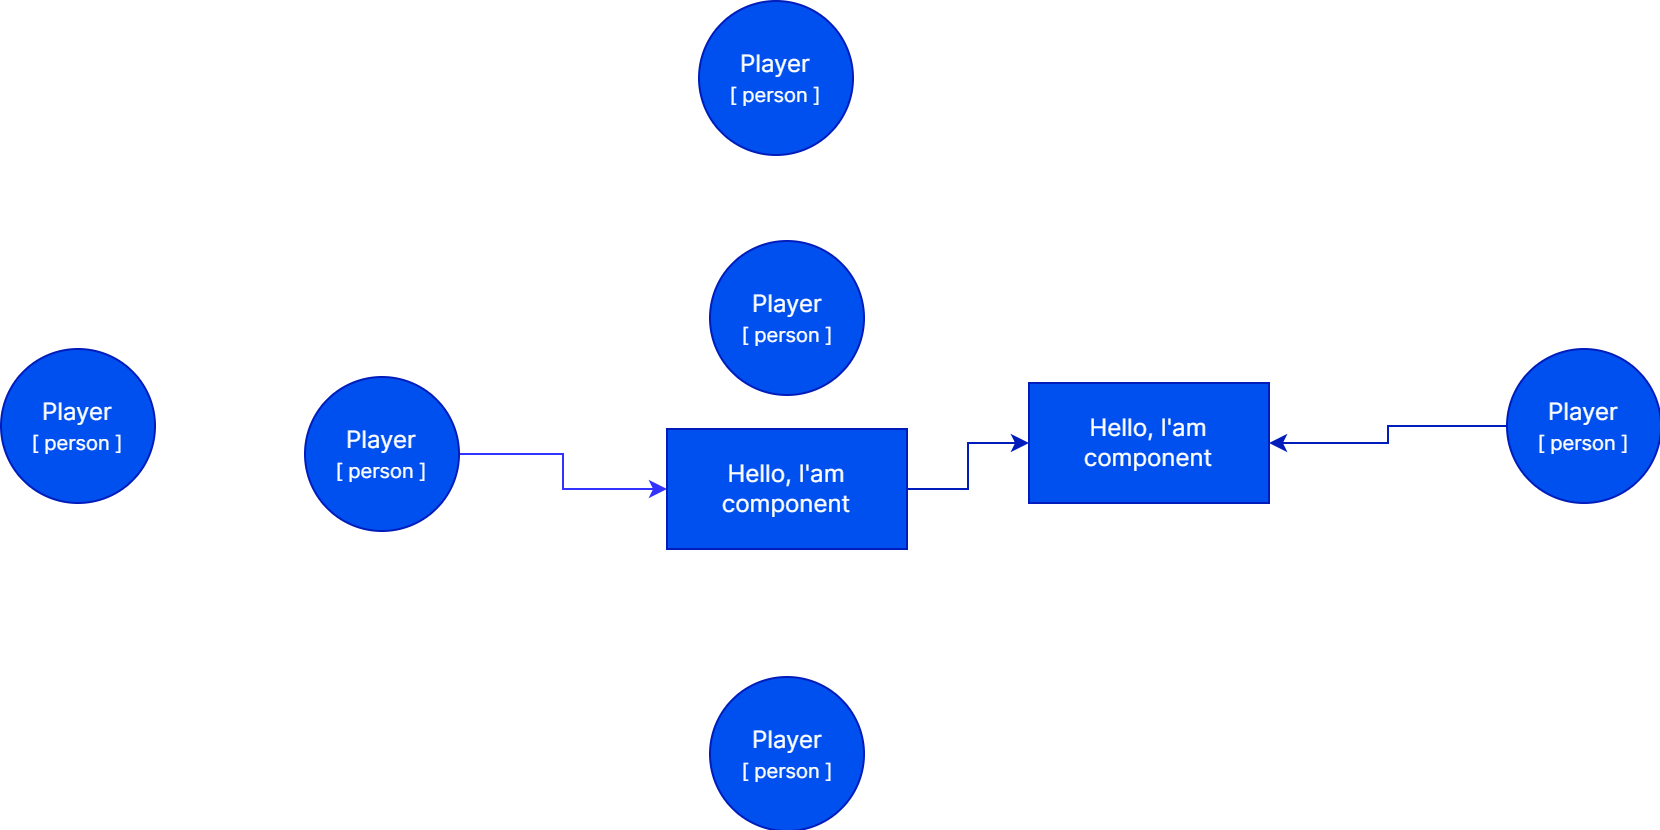 Player
[ person ]
Player
[ person ]
Player
[ person ]
Player
[ person ]
Hello, I'am
component
Hello, I'am
component
Player
[ person ]
Player
[ person ]